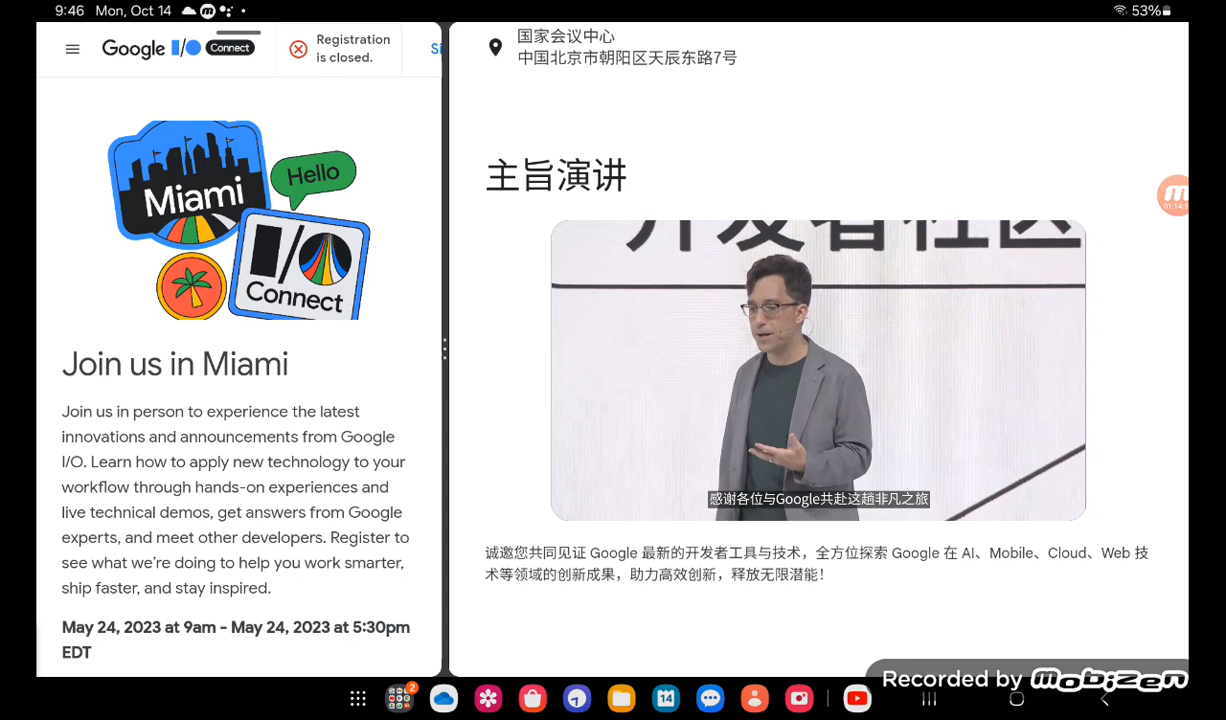 9:46 Mon, Oct 14
53%
Google I/O Connect
Registration
is closed.
Si
Miami
Hello
I/O
Connect
Join us in Miami
Join us in person to experience the latest
innovations and announcements from Google
I/O. Learn how to apply new technology to your
workflow through hands-on experiences and
live technical demos, get answers from Google
experts, and meet other developers. Register to
see what we're doing to help you work smarter,
ship faster, and stay inspired.
May 24, 2023 at 9am - May 24, 2023 at 5:30pm
EDT
国家会议中心
中国北京市朝阳区天辰东路7号
主旨演讲
开发者社区
感谢各位与Google共赴这趟非凡之旅
诚邀您共同见证 Google 最新的开发者工具与技术，全方位探索 Google 在 AI、Mobile、Cloud、Web 技
术等领域的创新成果，助力高效创新，释放无限潜能！
2
14
Recorded by mobizen